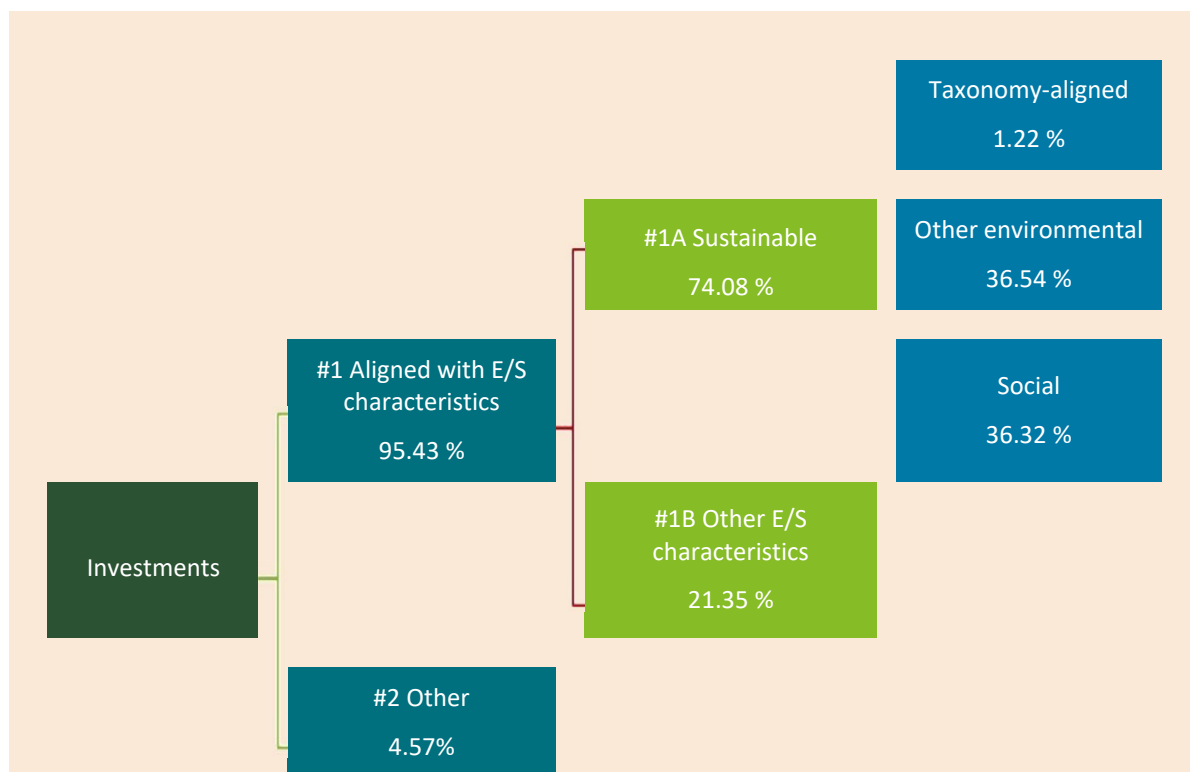 Taxonomy-aligned
1.22 %
#1A Sustainable
74.08 %
Other environmental
36.54 %
#1 Aligned with E/S
characteristics
95.43 %
Social
36.32 %
Investments
#1B Other E/S
characteristics
21.35 %
#2 Other
4.57%